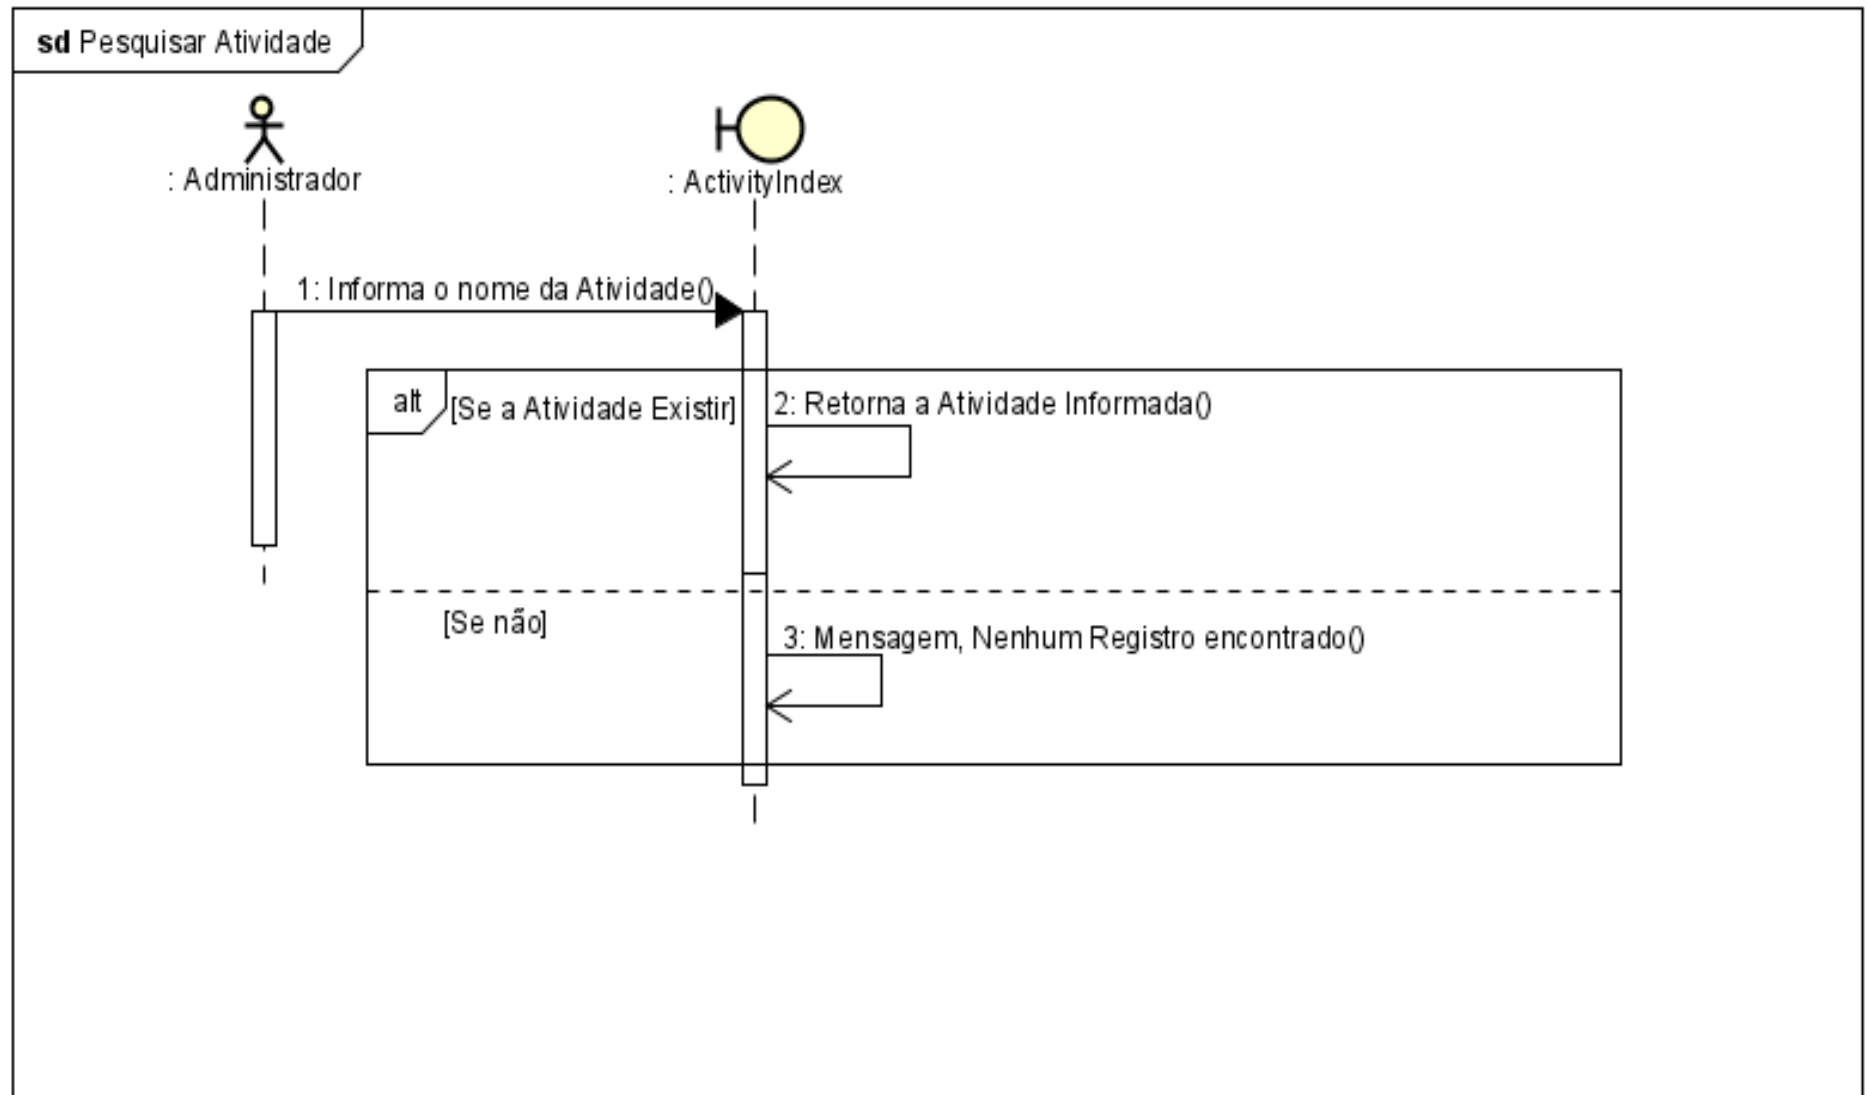 sd Pesquisar Atividade
: Administrador
: ActivityIndex
1: Informa o nome da Atividade()
alt
[Se a Atividade Existir]
2: Retorna a Atividade Informada()
[Se não]
3: Mensagem, Nenhum Registro encontrado()